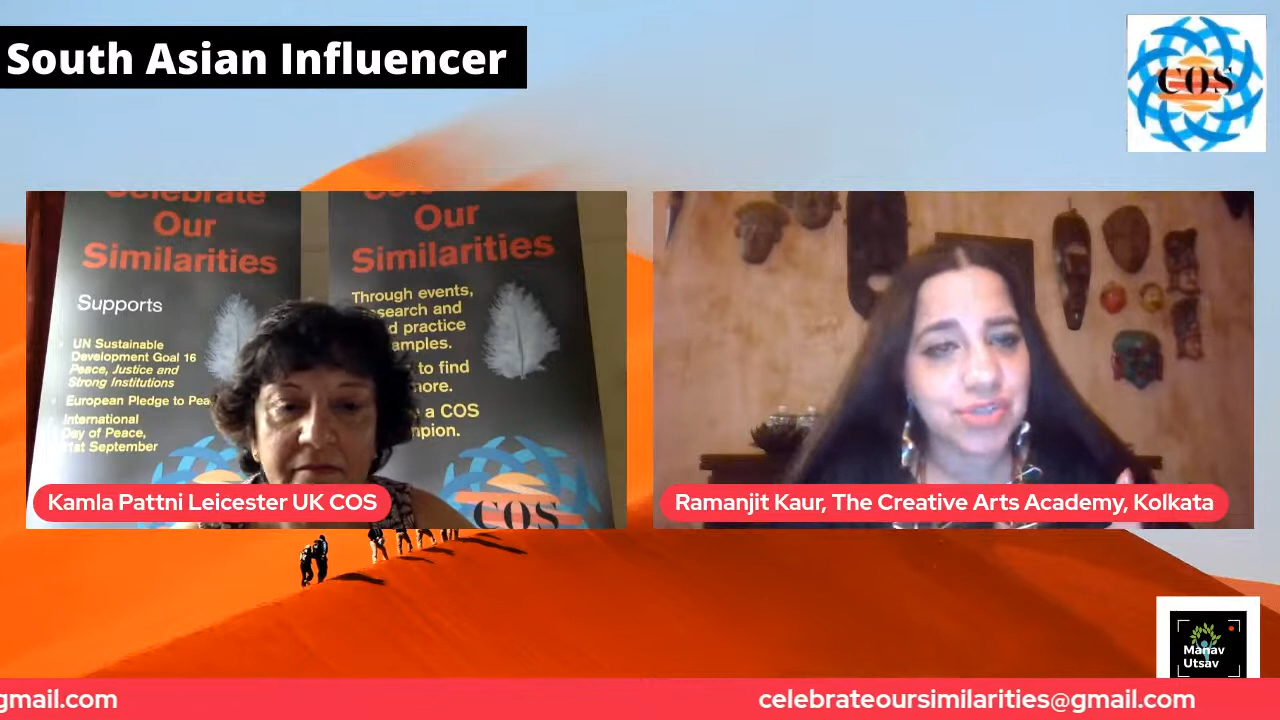 South Asian Influencer
COS
Celebrate
Our
Similarities
Supports
UN Sustainable
Development Goal 16
Peace, Justice and
Strong Institutions
European Pledge to Pea
International
Day of Peace,
21st September
Our
Similarities
Through events,
research and
practice
to find
more.
a COS
COS
Kamla Pattni Leicester UK COS
Ramanjit Kaur, The Creative Arts Academy, Kolkata
Manav
Utsav
gmail.com
celebrateoursimilarities@gmail.com